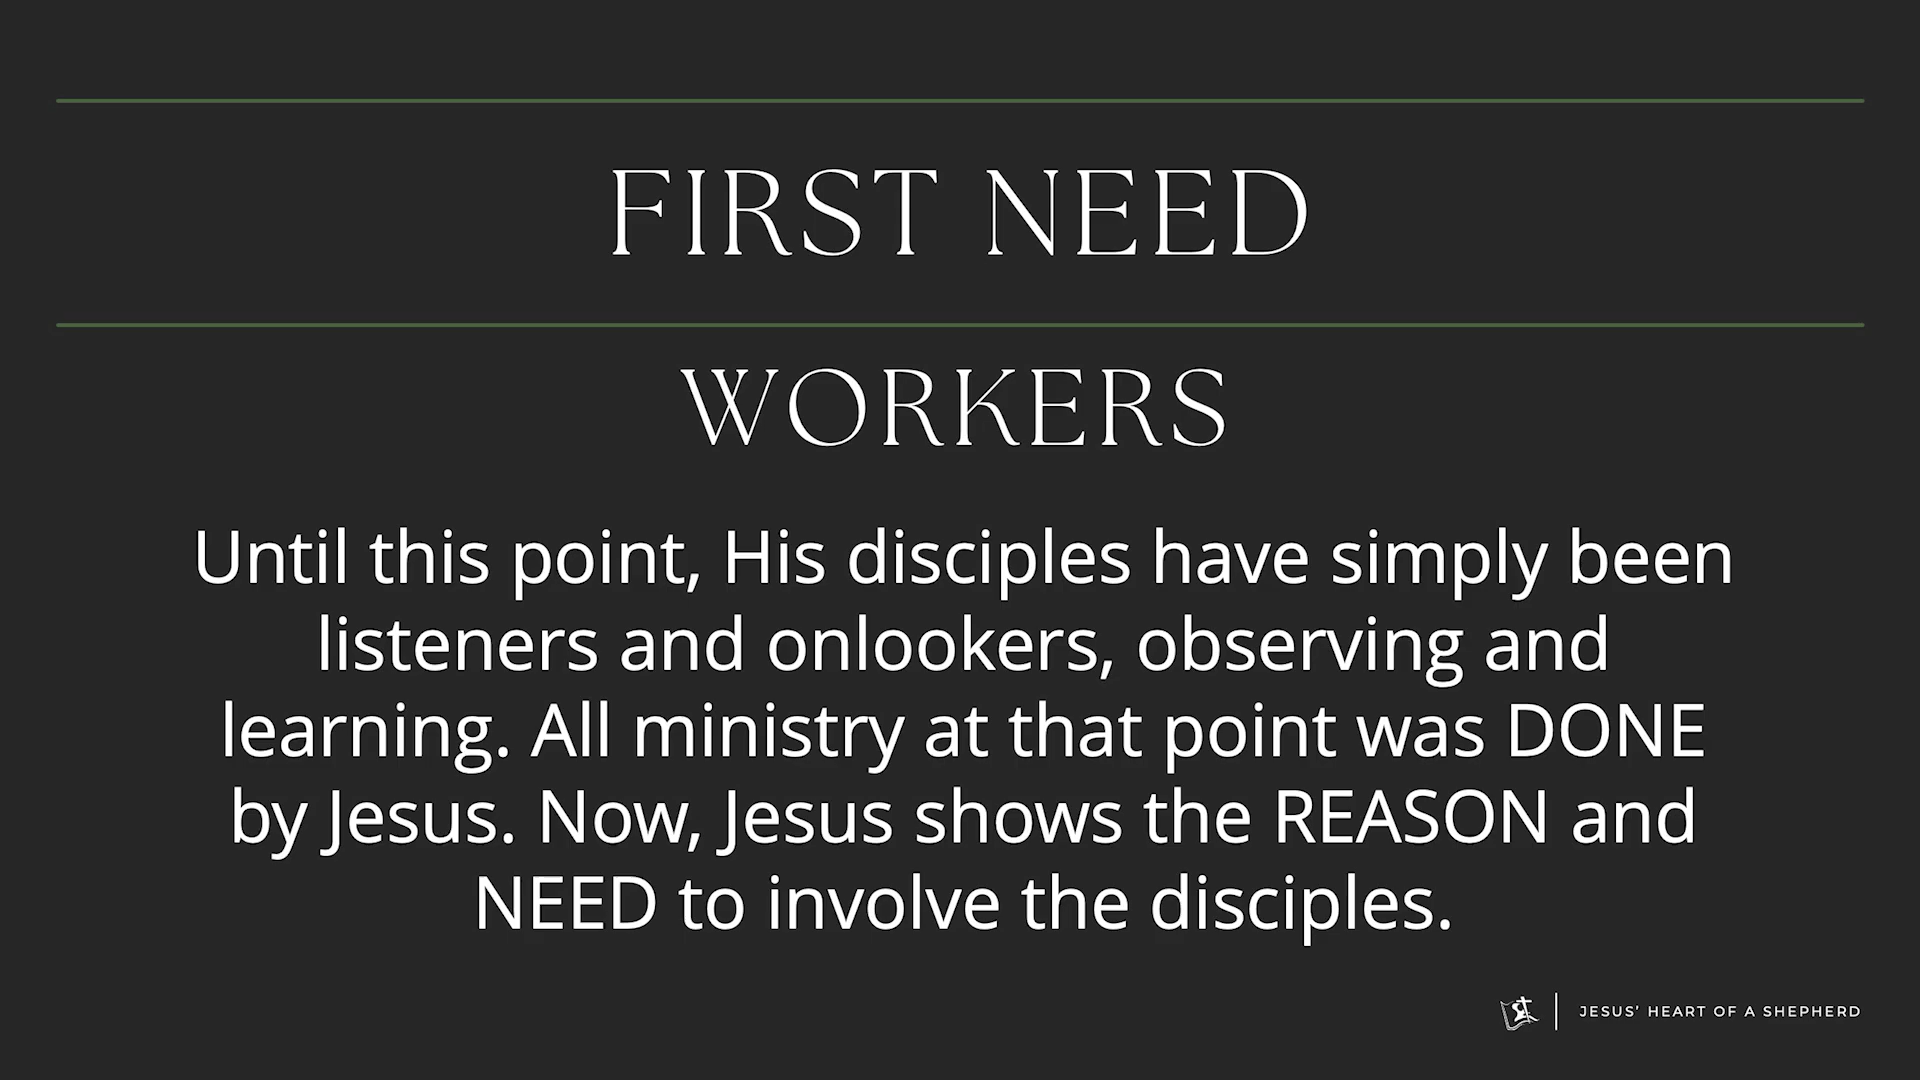 FIRST NEED
WORKERS
Until this point, His disciples have simply been
listeners and onlookers, observing and
learning. All ministry at that point was DONE
by Jesus. Now, Jesus shows the REASON and
NEED to involve the disciples.
JESUS' HEART OF A SHEPHERD